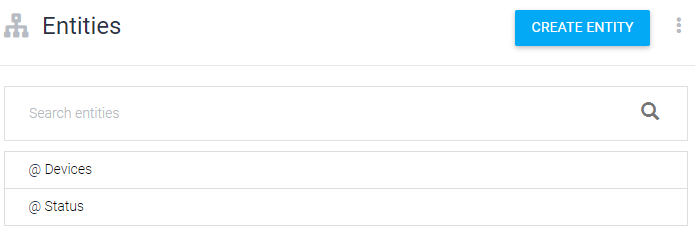 Entities
CREATE ENTITY
Search entities
@ Devices
@ Status